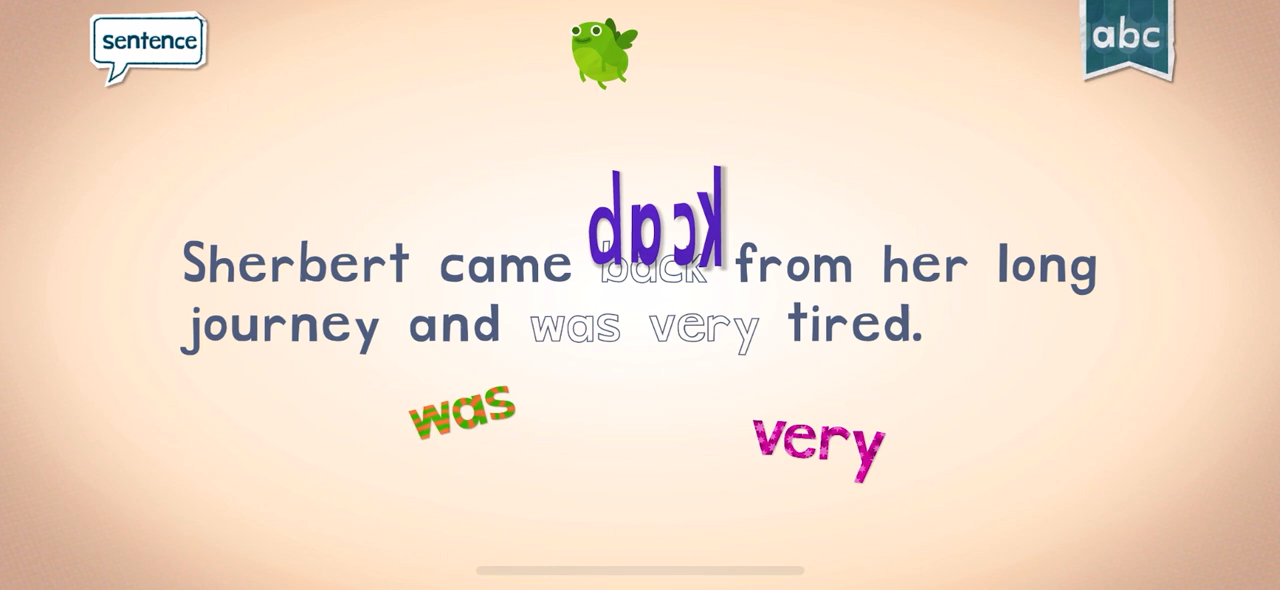 sentence
abc
back
Sherbert came back from her long
journey and was very tired.
was
very